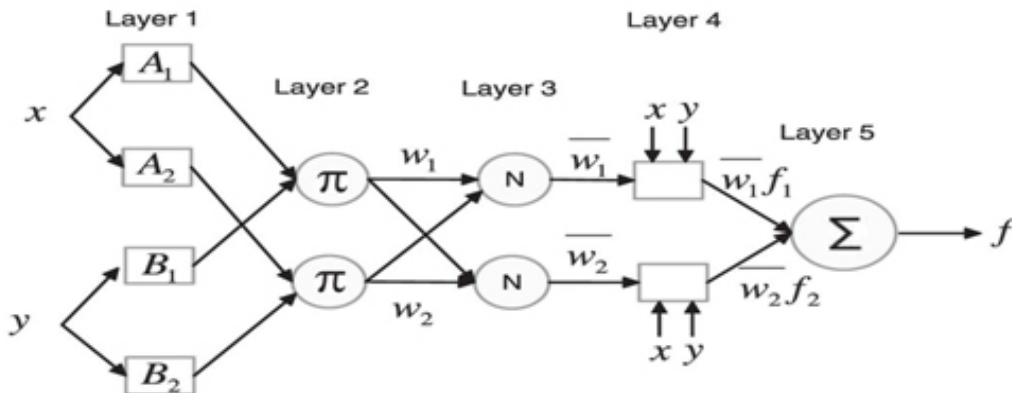 Layer 1
Layer 4
Layer 2
Layer 3
Layer 5
A₁
x
A₂
B₁
y
B₂
π
π
w₁
w₂
N
N
w̅₁
w̅₂
x y
x y
w̅₁f₁
w̅₂f₂
Σ
f